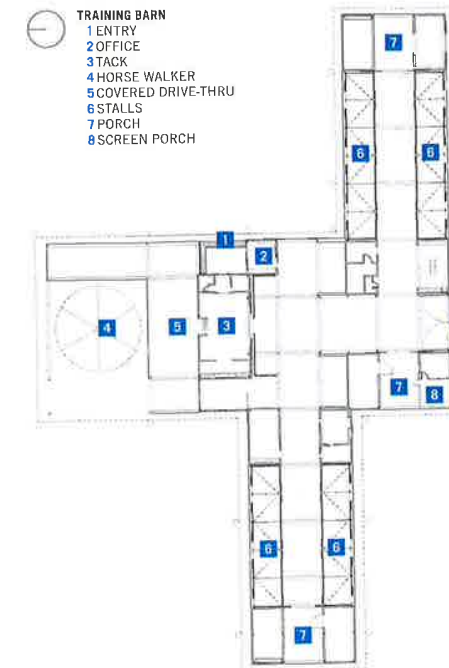 TRAINING BARN
1 ENTRY
2 OFFICE
3 TACK
4 HORSE WALKER
5 COVERED DRIVE-THRU
6 STALLS
7 PORCH
8 SCREEN PORCH
7
6 6
1
2
4 5 3
7 8
6 6
7